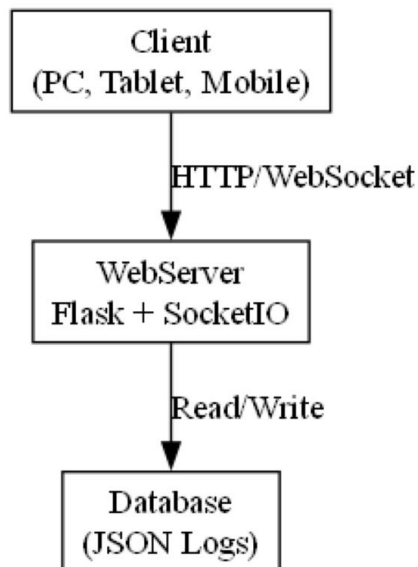 Client
(PC, Tablet, Mobile)
HTTP/WebSocket
WebServer
Flask + SocketIO
Read/Write
Database
(JSON Logs)